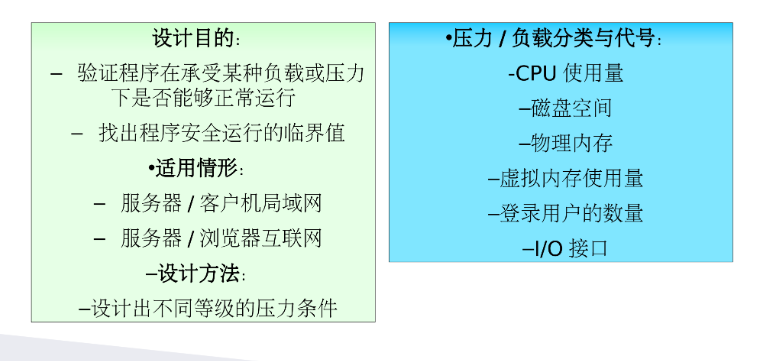 设计目的:
– 验证程序在承受某种负载或压力
下是否能够正常运行
– 找出程序安全运行的临界值
•适用情形:
– 服务器 / 客户机局域网
– 服务器 / 浏览器互联网
–设计方法:
–设计出不同等级的压力条件
•压力 / 负载分类与代号:
-CPU 使用量
–磁盘空间
–物理内存
–虚拟内存使用量
–登录用户的数量
–I/O 接口